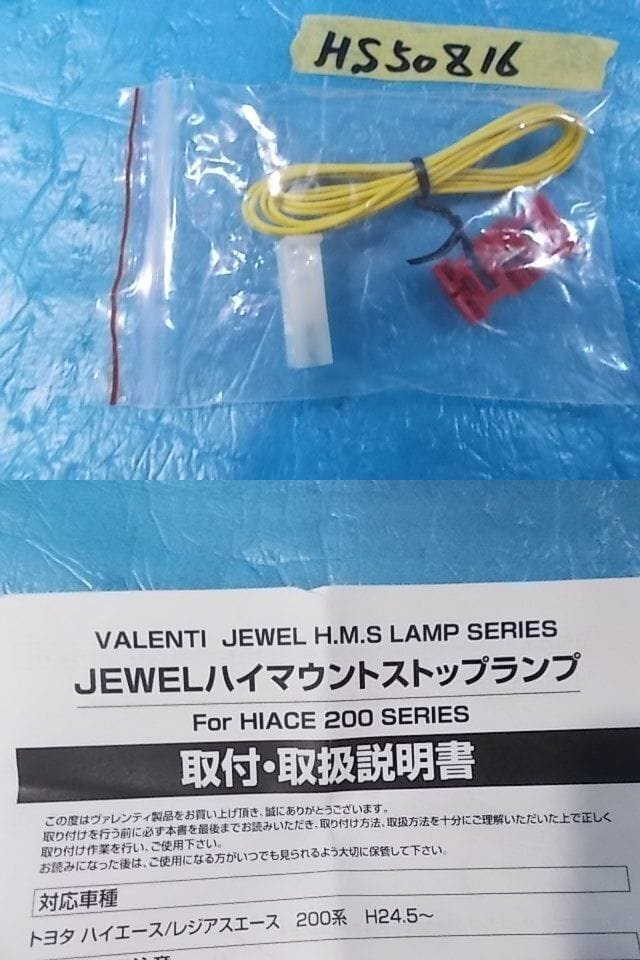 HS50816
VALENTI JEWEL H.M.S LAMP SERIES
JEWELハイマウントストップランプ
For HIACE 200 SERIES
取付・取扱説明書
この度はヴァレンティ製品をお買い上げ頂き、誠にありがとうございます。
取り付けを行う前に必ず本書を最後までお読みいただき、取り付け方法、取扱方法を十分にご理解いただいた上で正しく
取り付け作業を行い、ご使用下さい。
お読みになった後は、ご使用になる方がいつでも見られるよう大切に保管して下さい。
対応車種
トヨタ ハイエース/レジアスエース 200系 H24.5～